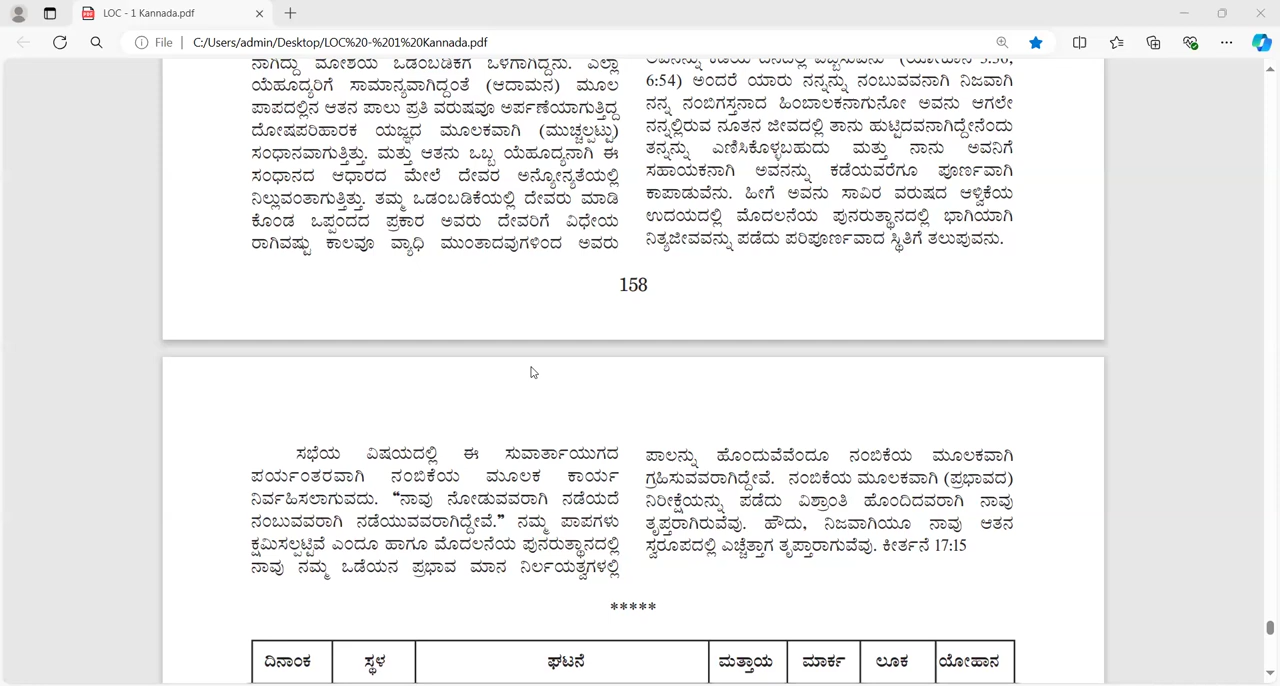 LOC - 1 Kannada.pdf
File | C:/Users/admin/Desktop/LOC%20-%201%20Kannada.pdf
ನಾಗಿದ್ದು ಮೋಶೆಯ ಒಡಂಬಡಿಕೆಗೆ ಒಳಗಾಗಿದ್ದನು. ಎಲ್ಲಾ
ಯೆಹೂದ್ಯರಿಗೆ ಸಾಮಾನ್ಯವಾಗಿದ್ದಂತೆ (ಆದಾಮನ) ಮೂಲ
ಪಾಪದಲ್ಲಿನ ಆತನ ಪಾಲು ಪ್ರತಿ ವರುಷವೂ ಅರ್ಪಣೆಯಾಗುತ್ತಿದ್ದ
ದೋಷಪರಿಹಾರಕ ಯಜ್ಞದ ಮೂಲಕವಾಗಿ (ಮುಚ್ಚಲ್ಪಟ್ಟು)
ಸಂಧಾನವಾಗುತ್ತಿತ್ತು. ಮತ್ತು ಆತನು ಒಬ್ಬ ಯೆಹೂದ್ಯನಾಗಿ ಈ
ಸಂಧಾನದ ಆಧಾರದ ಮೇಲೆ ದೇವರ ಅನ್ಯೋನ್ಯತೆಯಲ್ಲಿ
ನಿಲ್ಲುವಂತಾಗುತ್ತಿತ್ತು. ತಮ್ಮ ಒಡಂಬಡಿಕೆಯಲ್ಲಿ ದೇವರು ಮಾಡಿ
ಕೊಂಡ ಒಪ್ಪಂದದ ಪ್ರಕಾರ ಅವರು ದೇವರಿಗೆ ವಿಧೇಯ
ರಾಗಿವಷ್ಟು ಕಾಲವೂ ವ್ಯಾಧಿ ಮುಂತಾದವುಗಳಿಂದ ಅವರು
6:54) ಅಂದರೆ ಯಾರು ನನ್ನನ್ನು ನಂಬುವವನಾಗಿ ನಿಜವಾಗಿ
ನನ್ನ ನಂಬಿಗಸ್ತನಾದ ಹಿಂಬಾಲಕನಾಗುನೋ ಅವನು ಆಗಲೇ
ನನ್ನಲ್ಲಿರುವ ನೂತನ ಜೀವದಲ್ಲಿ ತಾನು ಹುಟ್ಟಿದವನಾಗಿದ್ದೇನೆಂದು
ತನ್ನನ್ನು ಎಣಿಸಿಕೊಳ್ಳಬಹುದು ಮತ್ತು ನಾನು ಅವನಿಗೆ
ಸಹಾಯಕನಾಗಿ ಅವನನ್ನು ಕಡೆಯವರೆಗೂ ಪೂರ್ಣವಾಗಿ
ಕಾಪಾಡುವೆನು. ಹೀಗೆ ಅವನು ಸಾವಿರ ವರುಷದ ಆಳ್ವಿಕೆಯ
ಉದಯದಲ್ಲಿ ಮೊದಲನೆಯ ಪುನರುತ್ಥಾನದಲ್ಲಿ ಭಾಗಿಯಾಗಿ
ನಿತ್ಯಜೀವವನ್ನು ಪಡೆದು ಪರಿಪೂರ್ಣವಾದ ಸ್ಥಿತಿಗೆ ತಲುಪುವನು.
158
ಸಭೆಯ ವಿಷಯದಲ್ಲಿ ಈ ಸುವಾರ್ತಾಯುಗದ
ಪರ್ಯಂತರವಾಗಿ ನಂಬಿಕೆಯ ಮೂಲಕ ಕಾರ್ಯ
ನಿರ್ವಹಿಸಲಾಗುವದು. “ನಾವು ನೋಡುವವರಾಗಿ ನಡೆಯದೆ
ನಂಬುವವರಾಗಿ ನಡೆಯುವವರಾಗಿದ್ದೇವೆ.” ನಮ್ಮ ಪಾಪಗಳು
ಕ್ಷಮಿಸಲ್ಪಟ್ಟಿವೆ ಎಂದೂ ಹಾಗೂ ಮೊದಲನೆಯ ಪುನರುತ್ಥಾನದಲ್ಲಿ
ನಾವು ನಮ್ಮ ಒಡೆಯನ ಪ್ರಭಾವ ಮಾನ ನಿರ್ಲಯತ್ವಗಳಲ್ಲಿ
ಪಾಲನ್ನು ಹೊಂದುವೆವೆಂದೂ ನಂಬಿಕೆಯ ಮೂಲಕವಾಗಿ
ಗ್ರಹಿಸುವವರಾಗಿದ್ದೇವೆ. ನಂಬಿಕೆಯ ಮೂಲಕವಾಗಿ (ಪ್ರಭಾವದ)
ನಿರೀಕ್ಷೆಯನ್ನು ಪಡೆದು ವಿಶ್ರಾಂತಿ ಹೊಂದಿದವರಾಗಿ ನಾವು
ತೃಪ್ತರಾಗಿರುವೆವು. ಹೌದು, ನಿಜವಾಗಿಯೂ ನಾವು ಆತನ
ಸ್ವರೂಪದಲ್ಲಿ ಎಚ್ಚೆತ್ತಾಗ ತೃಪ್ತಾರಾಗುವೆವು. ಕೀರ್ತನೆ 17:15
*****
ದಿನಾಂಕ ಸ್ಥಳ ಘಟನೆ ಮತ್ತಾಯ ಮಾರ್ಕ ಲೂಕ ಯೋಹಾನ